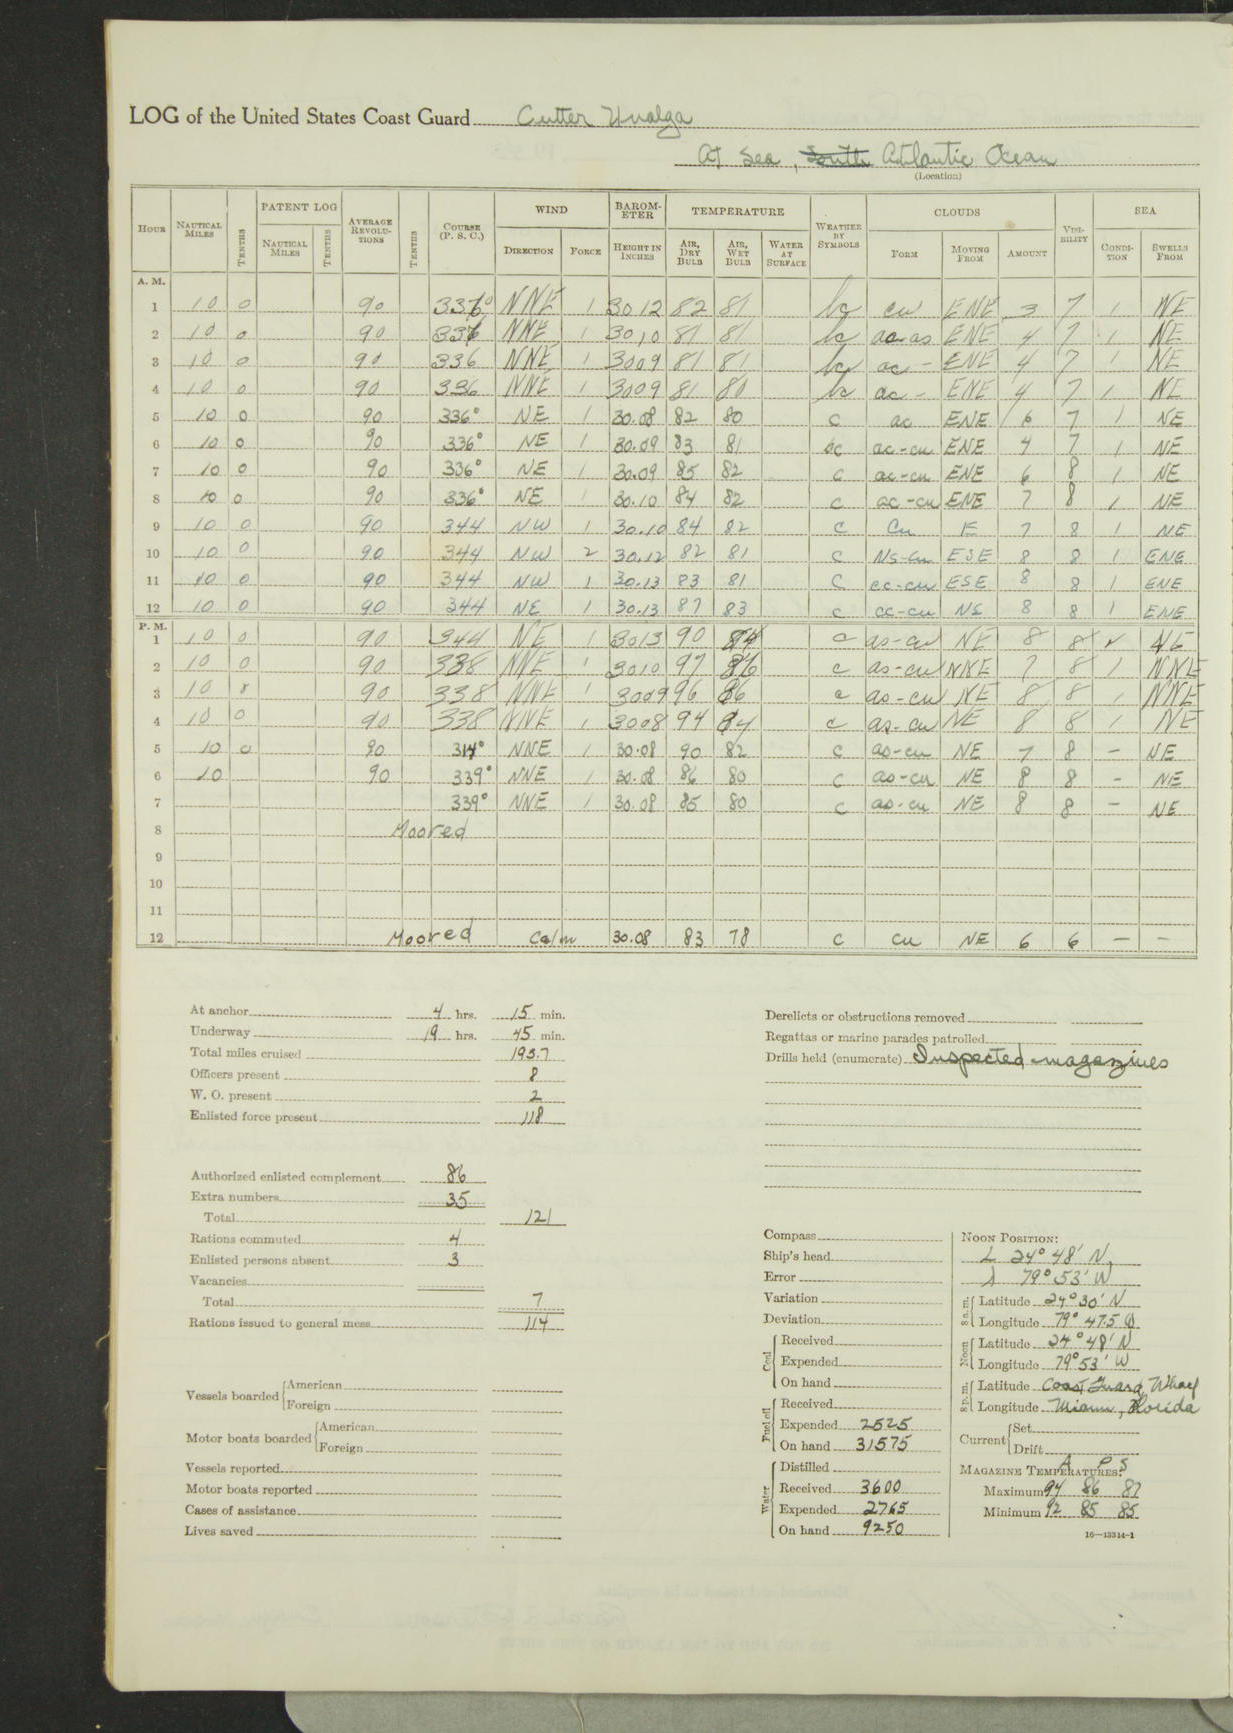 LOG of the United States Coast Guard Cutter Unalga
At Sea, South Atlantic Ocean
(Location)
HOUR NAUTICAL MILES TENTHS PATENT LOG NAUTICAL MILES TENTHS AVERAGE REVOLUTIONS TENTHS COURSE (P. S. C.) WIND DIRECTION FORCE BAROMETER HEIGHT IN INCHES TEMPERATURE AIR, DRY BULB AIR, WET BULB WATER AT SURFACE WEATHER BY SYMBOLS CLOUDS FORM MOVING FROM AMOUNT VISIBILITY SEA CONDITION SWELLS FROM
A. M.
1 10 0 90 336° NNE 1 30 12 82 81 bc cu ENE 3 7 1 NE
2 10 0 90 336 NNE 1 30 10 81 81 bc ac-as ENE 4 7 1 NE
3 10 0 90 336 NNE 1 3009 81 81 bc ac - ENE 4 7 1 NE
4 10 0 90 336 NNE 1 3009 81 80 bc ac - ENE 4 7 1 NE
5 10 0 90 336° NE 1 30.08 82 80 c ac ENE 6 7 1 NE
6 10 0 90 336° NE 1 30.09 83 81 bc ac-cu ENE 4 7 1 NE
7 10 0 90 336° NE 1 30.09 85 82 c ac-cu ENE 6 8 1 NE
8 10 0 90 336° NE 1 30.10 84 82 c ac-cu ENE 7 8 1 NE
9 10 0 90 344 NW 1 30.10 84 82 c Cu E 7 8 1 NE
10 10 0 90 344 NW 2 30.12 82 81 c NS-cu ESE 8 8 1 ENE
11 10 0 90 344 NW 1 30.13 83 81 C cc-cu ESE 8 8 1 ENE
12 10 0 90 344 NE 1 30.13 87 83 c cc-cu NE 8 8 1 ENE
P. M.
1 10 0 90 344 NE 1 3013 90 84 c as-cu NE 8 8 NE
2 10 0 90 338 NNE 1 3010 97 86 c as-cu NNE 7 8 1 NNE
3 10 90 338 NNE 1 3009 96 86 c as-cu NE 8 8 1 NNE
4 10 0 90 338 NNE 1 3008 94 84 c as-cu NE 8 8 1 NE
5 10 0 90 NNE 1 30.08 90 82 c as-cu NE 7 8 - NE
6 10 90 339° NNE 1 30.08 86 80 c as-cu NE 8 8 - NE
7 339° NNE 1 30.08 85 80 c as-cu NE 8 8 - NE
8 Moored
9
10
11
12 Moored Calm 30.08 83 78 c cu NE 6 6 - -
At anchor 4 hrs. 15 min.
Underway 19 hrs. 45 min.
Total miles cruised 193.7
Officers present 8
W. O. present 2
Enlisted force present 118
Authorized enlisted complement 86
Extra numbers 35
Total 121
Rations commuted 4
Enlisted persons absent 3
Vacancies
Total 7
Rations issued to general mess 114
Vessels boarded American
Foreign
Motor boats boarded American
Foreign
Vessels reported
Motor boats reported
Cases of assistance
Lives saved
Derelicts or obstructions removed
Regattas or marine parades patrolled
Drills held (enumerate) Inspected magazines
Compass
Ship's head
Error
Variation
Deviation
Coal Received
Expended
On hand
Fuel oil Received
Expended 2525
On hand 31575
Water Distilled
Received 3600
Expended 2765
On hand 9250
NOON POSITION:
L 24° 48' N
λ 79° 53' W
8 a. m. Latitude 24° 30' N
Longitude 79° 47.5 W
Noon Latitude 24° 48' N
Longitude 79° 53' W
8 p. m. Latitude Coast Guard Wharf
Longitude Miami, Florida
Current Set
Drift
A P S
MAGAZINE TEMPERATURES:
Maximum 94 86 87
Minimum 92 85 85
16—13314-1